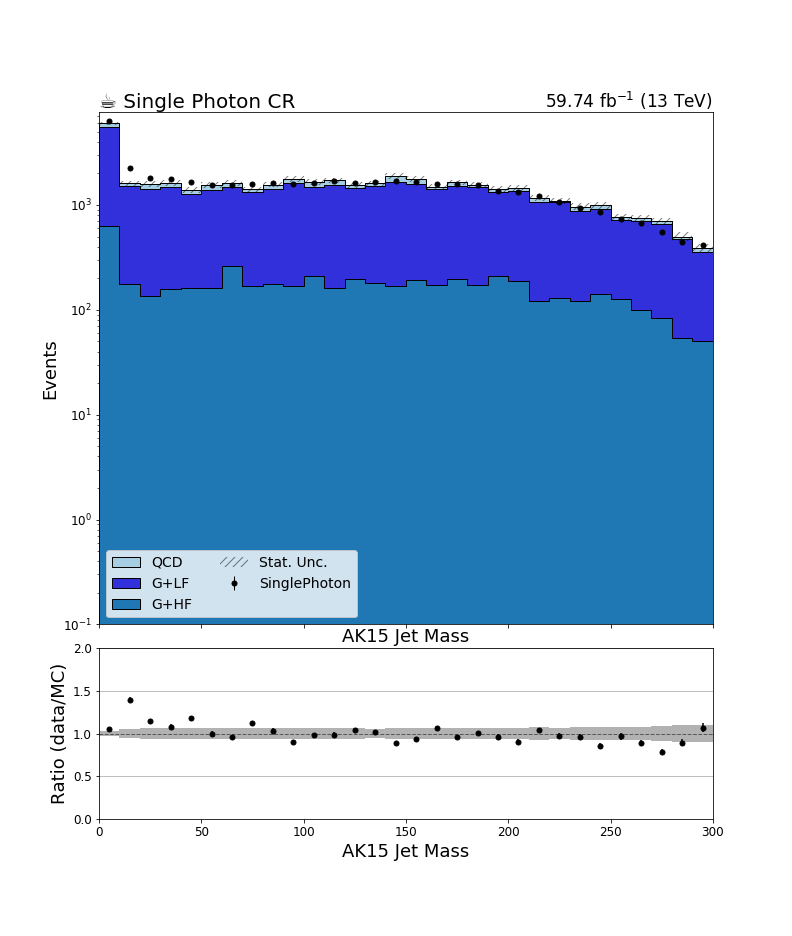 ☕ Single Photon CR
59.74 fb⁻¹ (13 TeV)
Events
10³
10²
10¹
10⁰
10⁻¹
QCD
G+LF
G+HF
Stat. Unc.
SinglePhoton
AK15 Jet Mass
Ratio (data/MC)
2.0
1.5
1.0
0.5
0.0
0 50 100 150 200 250 300
AK15 Jet Mass